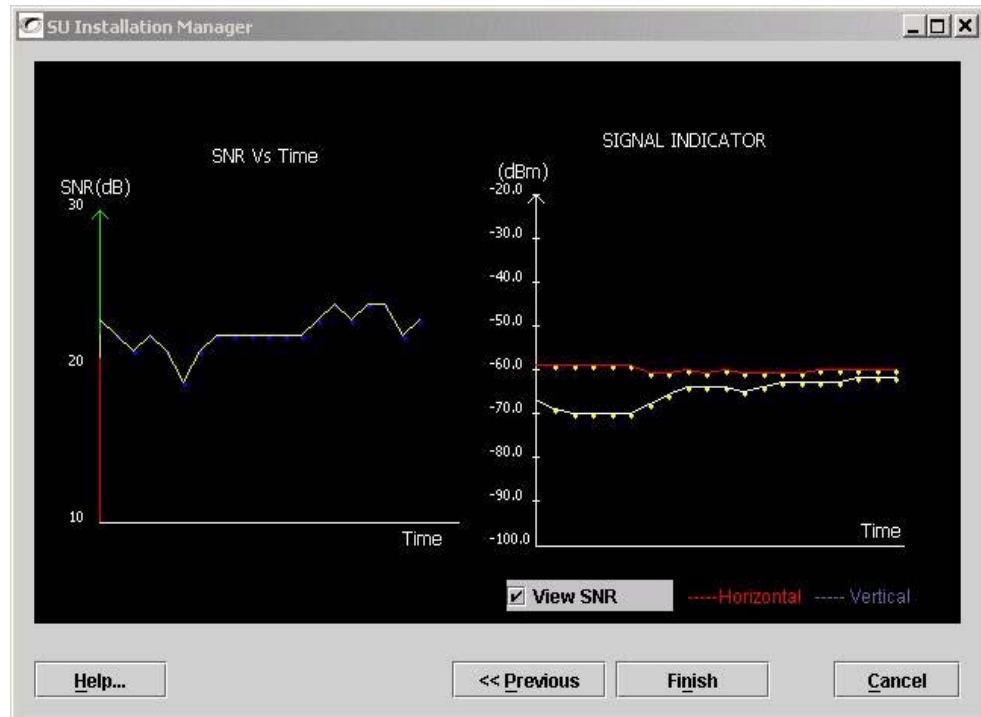 SU Installation Manager
SNR Vs Time
SNR(dB)
30
20
10
Time
SIGNAL INDICATOR
(dBm)
-20.0
-30.0
-40.0
-50.0
-60.0
-70.0
-80.0
-90.0
-100.0
Time
View SNR
-----Horizontal ----- Vertical
Help...
<< Previous
Finish
Cancel